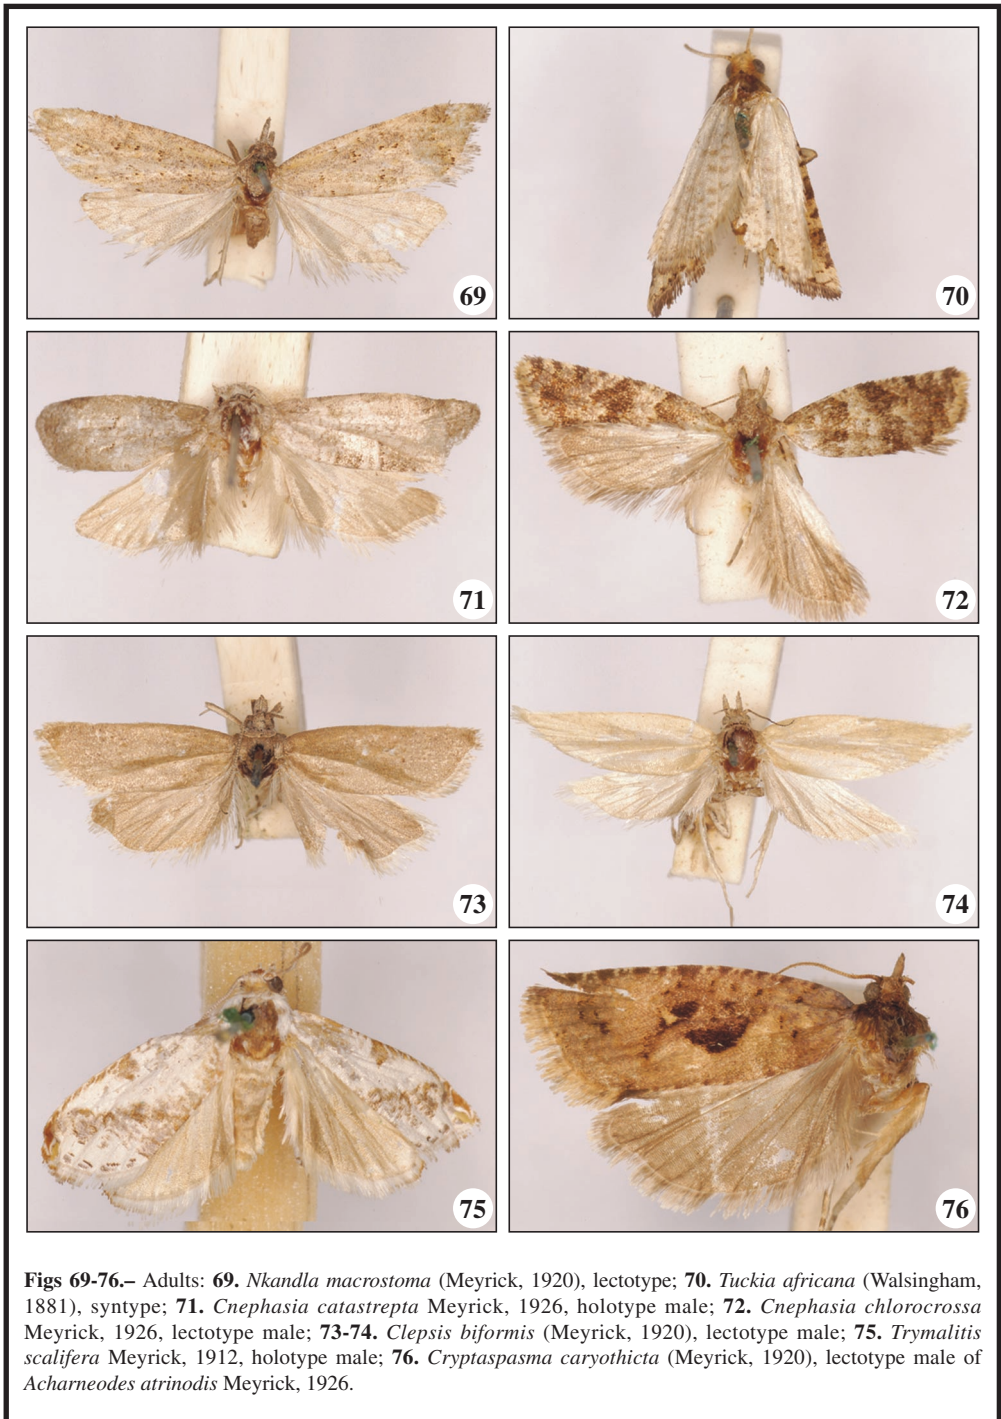 69
70
71
72
73
74
75
76
Figs 69-76.– Adults: 69. Nkandla macrostoma (Meyrick, 1920), lectotype; 70. Tuckia africana (Walsingham,
1881), syntype; 71. Cnephasia catastrepta Meyrick, 1926, holotype male; 72. Cnephasia chlorocrossa
Meyrick, 1926, lectotype male; 73-74. Clepsis biformis (Meyrick, 1920), lectotype male; 75. Trymalitis
scalifera Meyrick, 1912, holotype male; 76. Cryptaspasma caryothicta (Meyrick, 1920), lectotype male of
Acharneodes atrinodis Meyrick, 1926.